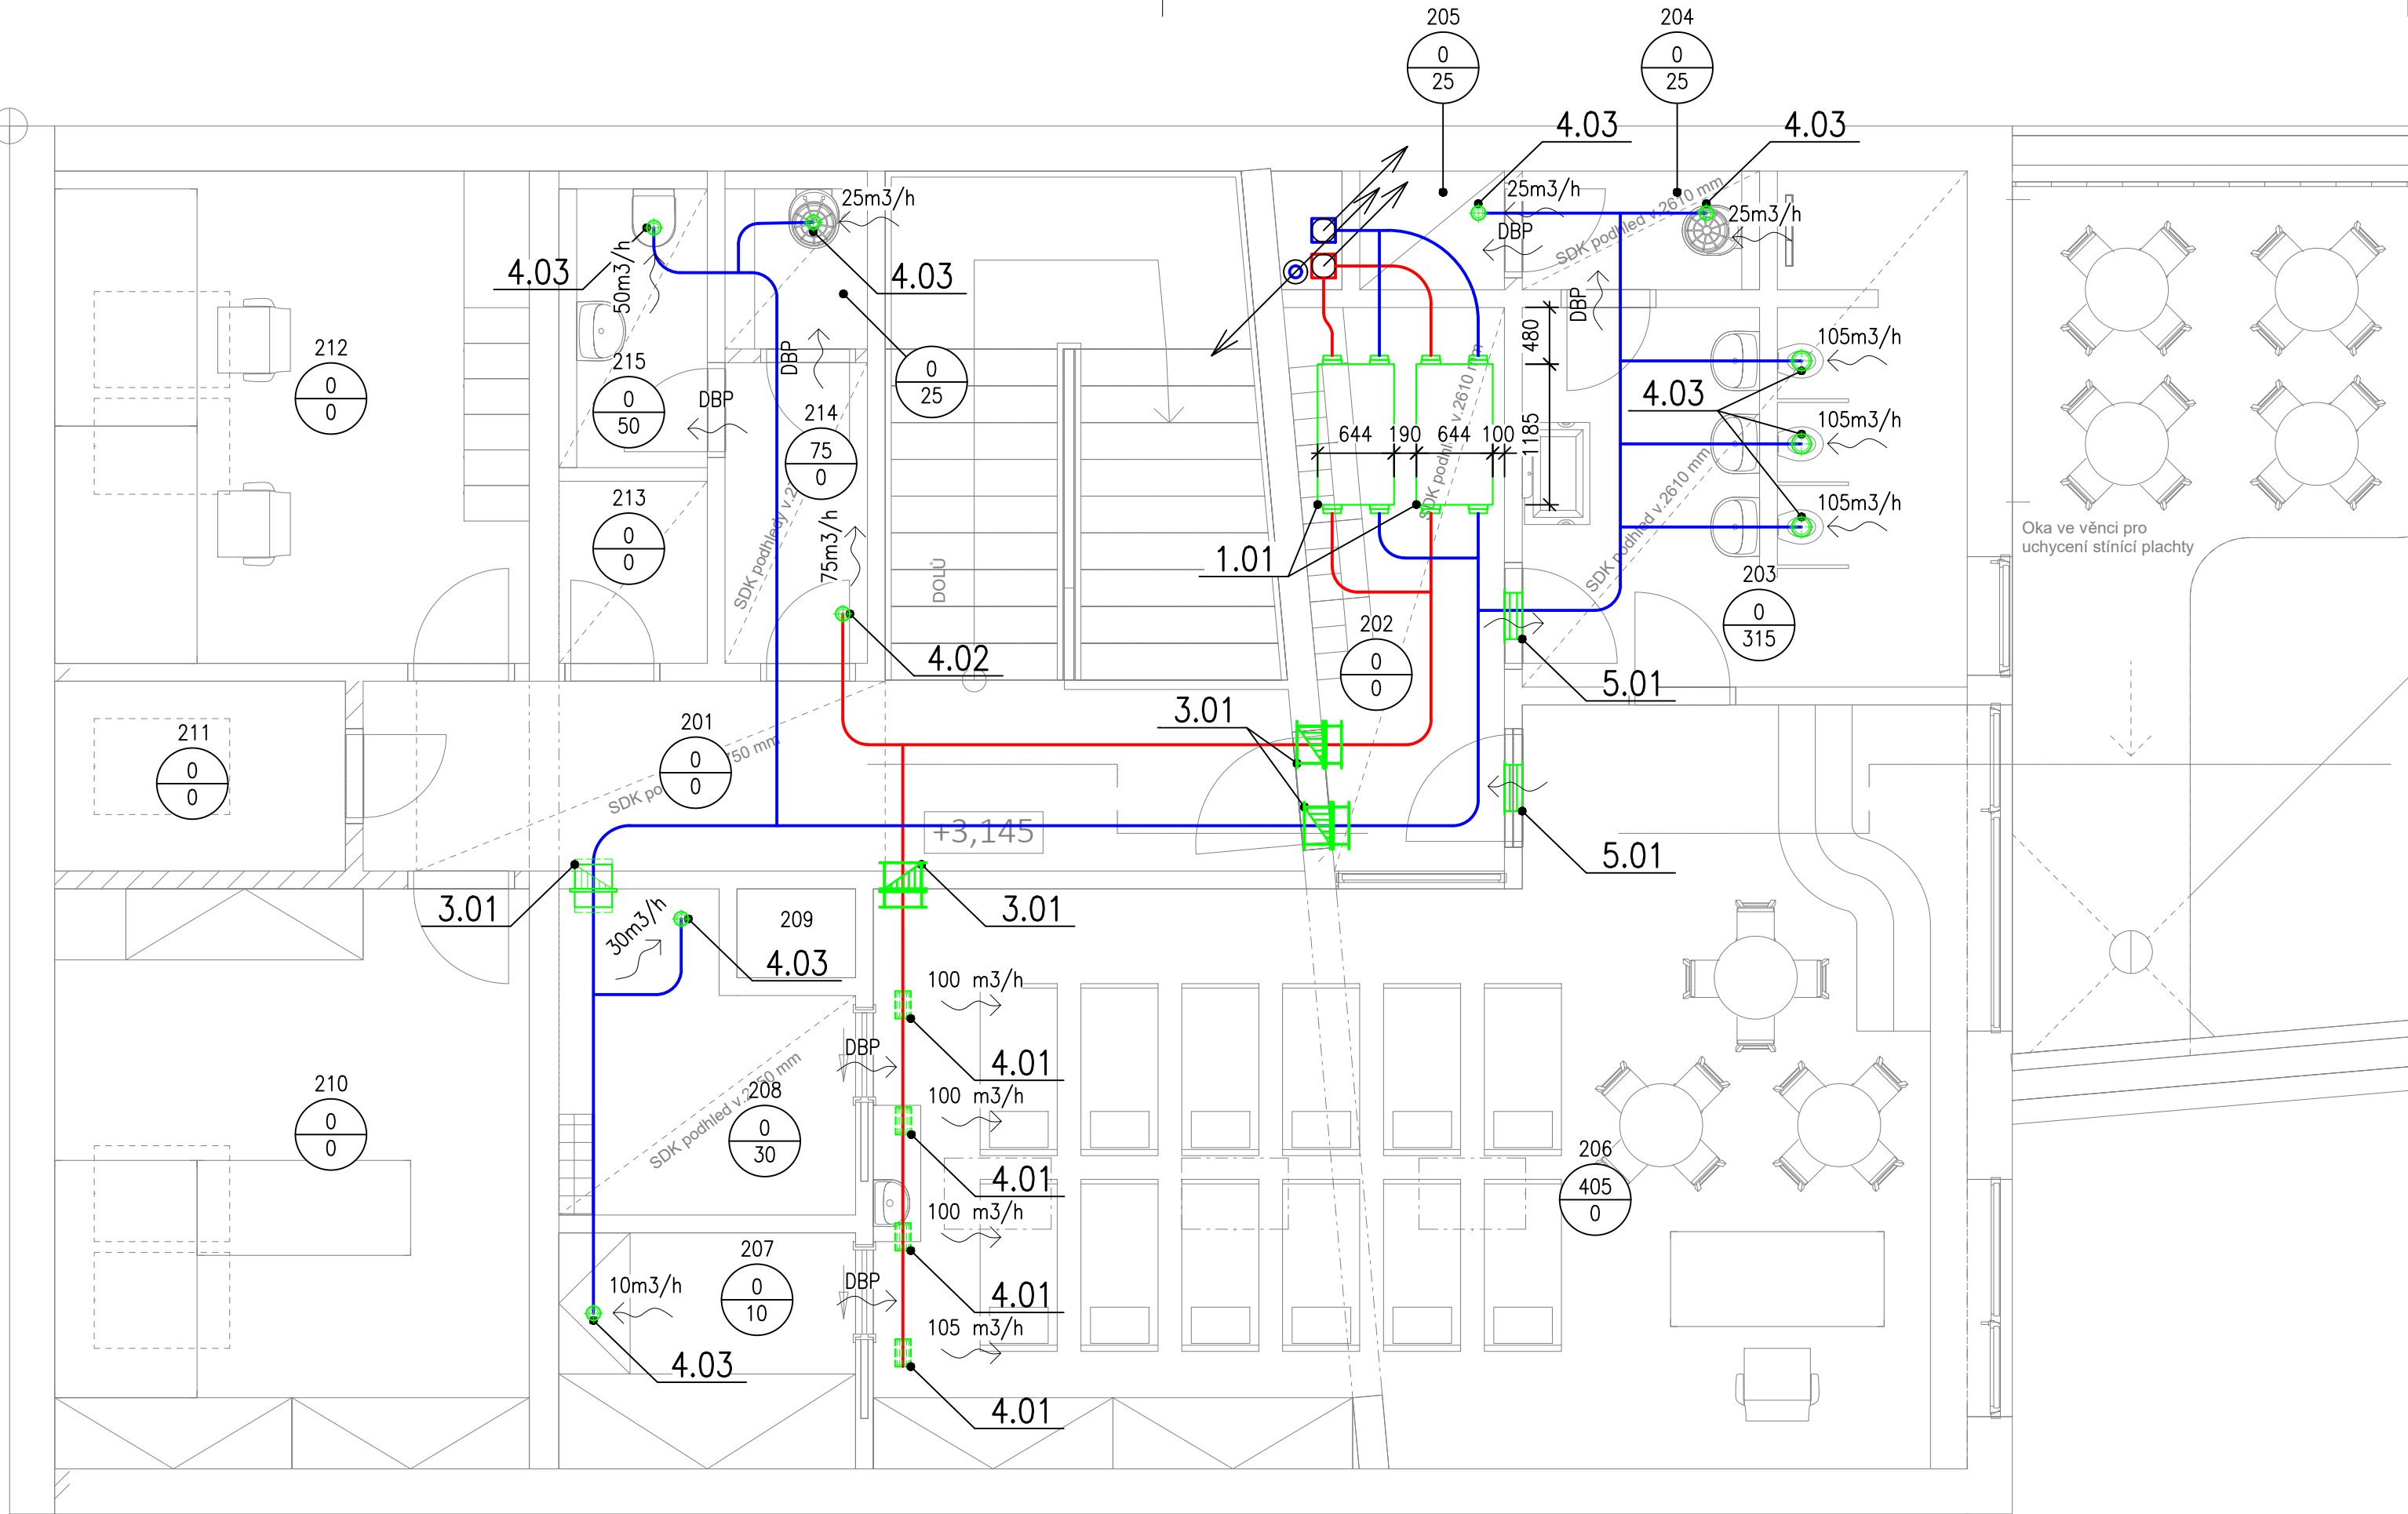 205
204
0
25
0
25
4.03
4.03
25m3/h
25m3/h
25m3/h
DBP
SDK podhled v.2610 mm
4.03
50m3/h
4.03
DBP
480
105m3/h
212
0
0
215
0
50
DBP
DBP
0
25
4.03
214
75
0
644
190
644
100
1185
105m3/h
SDK podhled v.2610 mm
213
0
0
SDK podhledy v.2
75m3/h
DOLŮ
1.01
SDK podhled v.2610 mm
105m3/h
Oka ve věnci pro
uchycení stínící plachty
203
0
315
4.02
202
0
0
5.01
3.01
211
0
0
201
0
0
SDK po
750 mm
+3,145
5.01
3.01
30m3/h
209
3.01
4.03
100 m3/h
4.01
DBP
210
0
0
208
0
30
SDK podhled v.2750 mm
100 m3/h
4.01
206
405
0
100 m3/h
207
0
10
10m3/h
DBP
4.01
105 m3/h
4.03
4.01